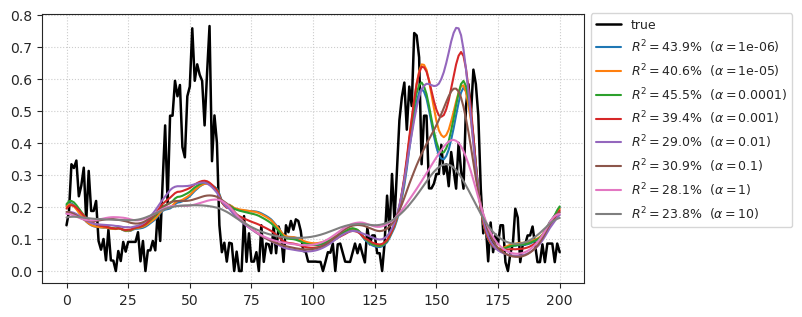 0.8
0.7
0.6
0.5
0.4
0.3
0.2
0.1
0.0
0 25 50 75 100 125 150 175 200
true
R² = 43.9% (α = 1e-06)
R² = 40.6% (α = 1e-05)
R² = 45.5% (α = 0.0001)
R² = 39.4% (α = 0.001)
R² = 29.0% (α = 0.01)
R² = 30.9% (α = 0.1)
R² = 28.1% (α = 1)
R² = 23.8% (α = 10)